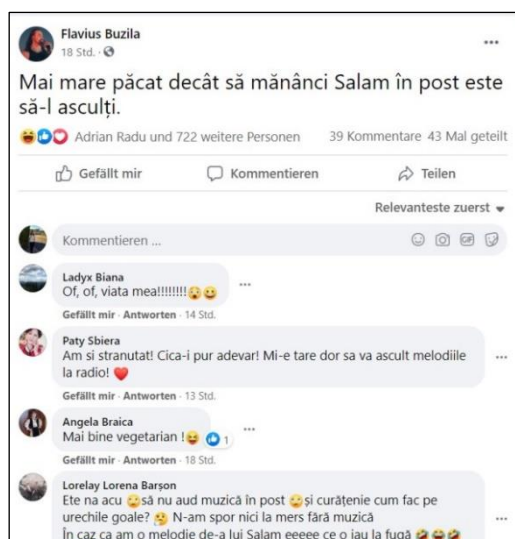 Flavius Buzila
18 Std. ·
Mai mare păcat decât să mănânci Salam în post este
să-l asculți.
Adrian Radu und 722 weitere Personen 39 Kommentare 43 Mal geteilt
Gefällt mir Kommentieren Teilen
Relevanteste zuerst
Kommentieren ... GIF
Ladyx Biana
Of, of, viata mea!!!!!!!!😵😀
Gefällt mir · Antworten · 14 Std.
Paty Sbiera
Am si stranutat! Cica-i pur adevar! Mi-e tare dor sa va ascult melodiile
la radio! ❤️
Gefällt mir · Antworten · 13 Std.
Angela Braica
Mai bine vegetarian !😆 1
Gefällt mir · Antworten · 18 Std.
Lorelay Lorena Barșon
Ete na acu 🙄să nu aud muzică în post 🙄și curățenie cum fac pe
urechile goale? 🤔 N-am spor nici la mers fără muzică
În caz ca am o melodie de-a lui Salam eeeee ce o iau la fugă 🤣😂🤣